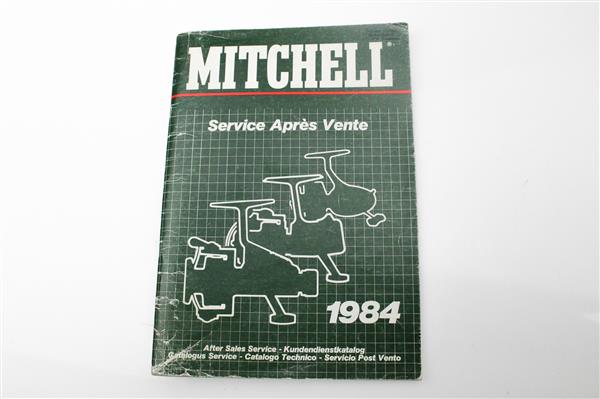 MITCHELL®
Service Après Vente
1984
After Sales Service - Kundendienstkatalog
Catalogus Service - Catalogo Technico - Servicio Post Vento